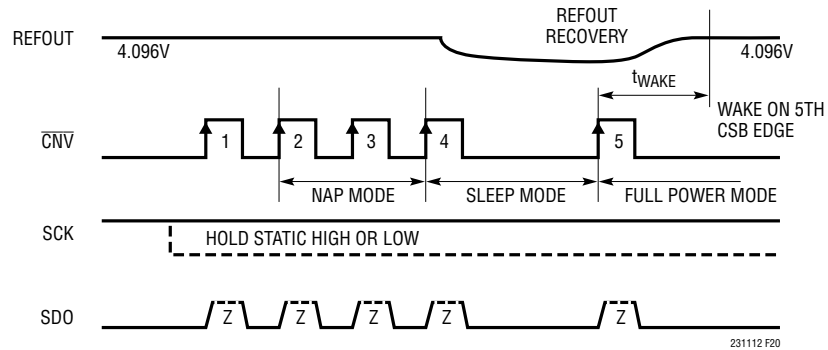 REFOUT
RECOVERY
REFOUT
4.096V
4.096V
tWAKE
WAKE ON 5TH
CSB EDGE
CNV
1
2
3
4
5
NAP MODE
SLEEP MODE
FULL POWER MODE
SCK
HOLD STATIC HIGH OR LOW
SDO
Z
Z
Z
Z
Z
231112 F20